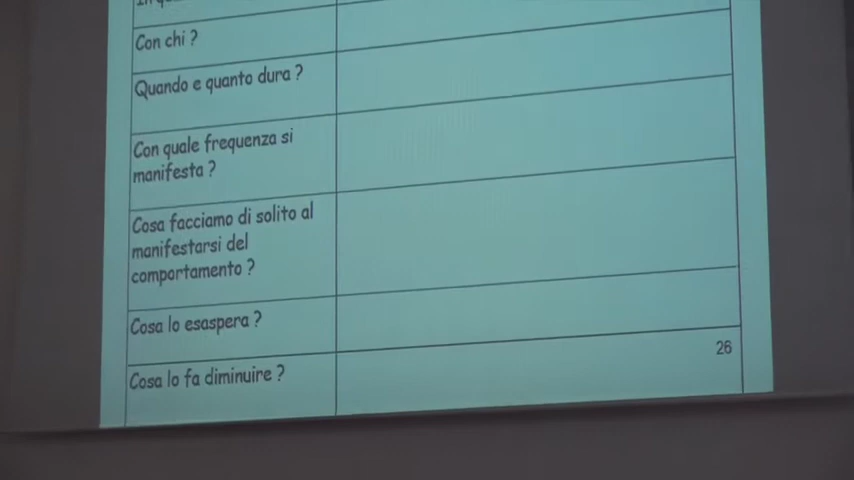 Con chi ?
Quando e quanto dura ?
Con quale frequenza si
manifesta ?
Cosa facciamo di solito al
manifestarsi del
comportamento ?
Cosa lo esaspera ?
Cosa lo fa diminuire ?
26